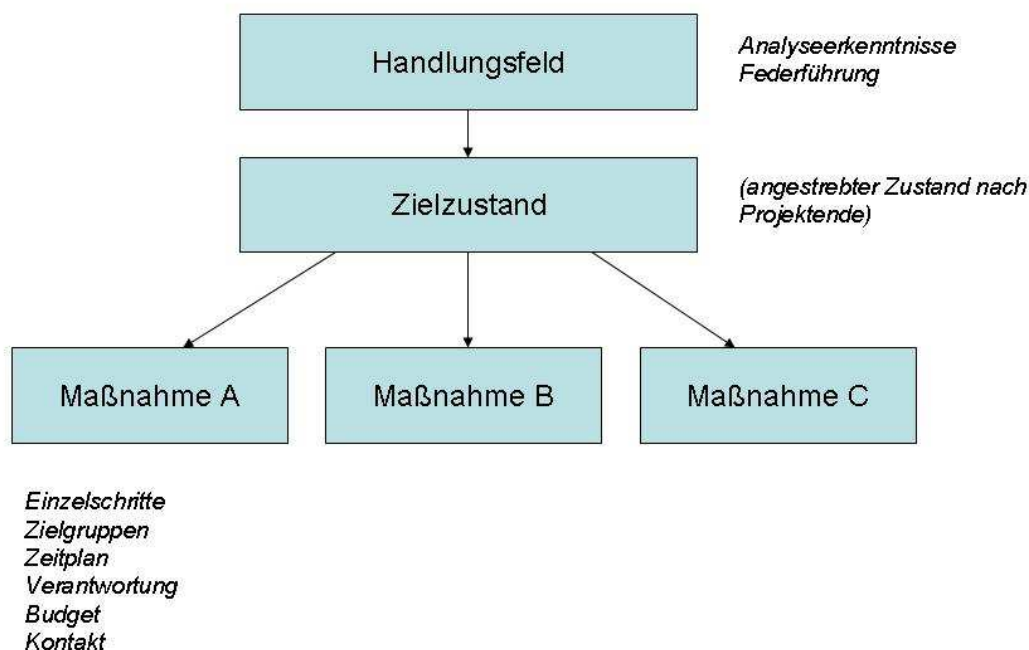 Handlungsfeld
Analyseerkenntnisse
Federführung
Zielzustand
(angestrebter Zustand nach
Projektende)
Maßnahme A
Maßnahme B
Maßnahme C
Einzelschritte
Zielgruppen
Zeitplan
Verantwortung
Budget
Kontakt